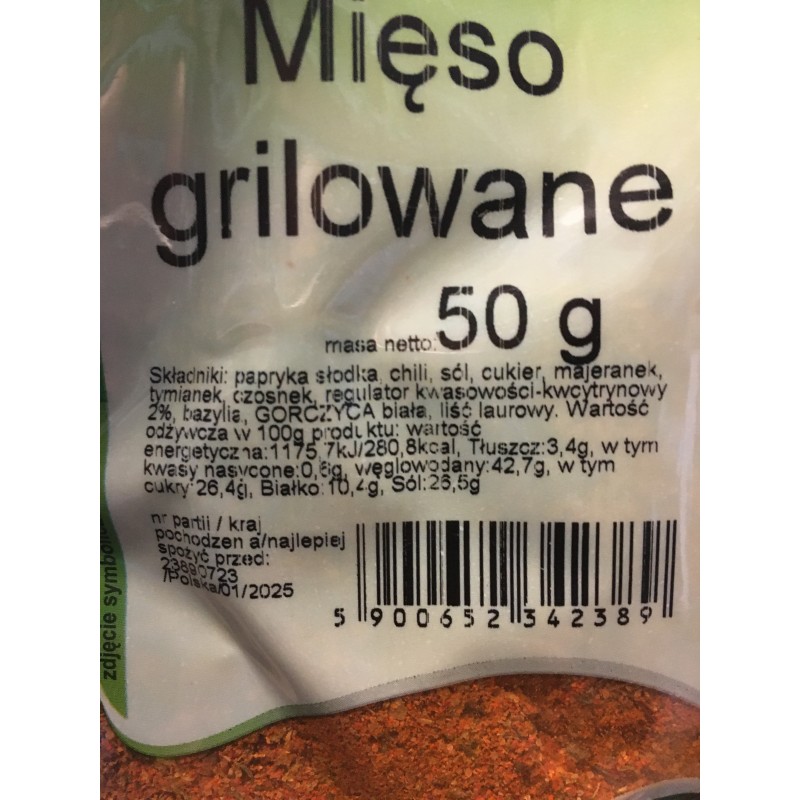 Mięso
grilowane
masa netto:50 g
Składniki: papryka słodka, chili, sól, cukier, majeranek,
tymianek, czosnek, regulator kwasowości-kwcytrynowy
2%, bazylia, GORCZYCA biała, liść laurowy. Wartość
odżywcza w 100g produktu: wartość
energetyczna:1175,7kJ/280,8kcal, Tłuszcz:3,4g, w tym
kwasy nasycone:0,6g, węglowodany:42,7g, w tym
cukry:26,4g, Białko:10,4g, Sól:26,5g
nr partii / kraj
pochodzenia/najlepiej
spożyć przed:
23890723
/Polska/01/2025
5 900652 342389
zdjęcie symbol